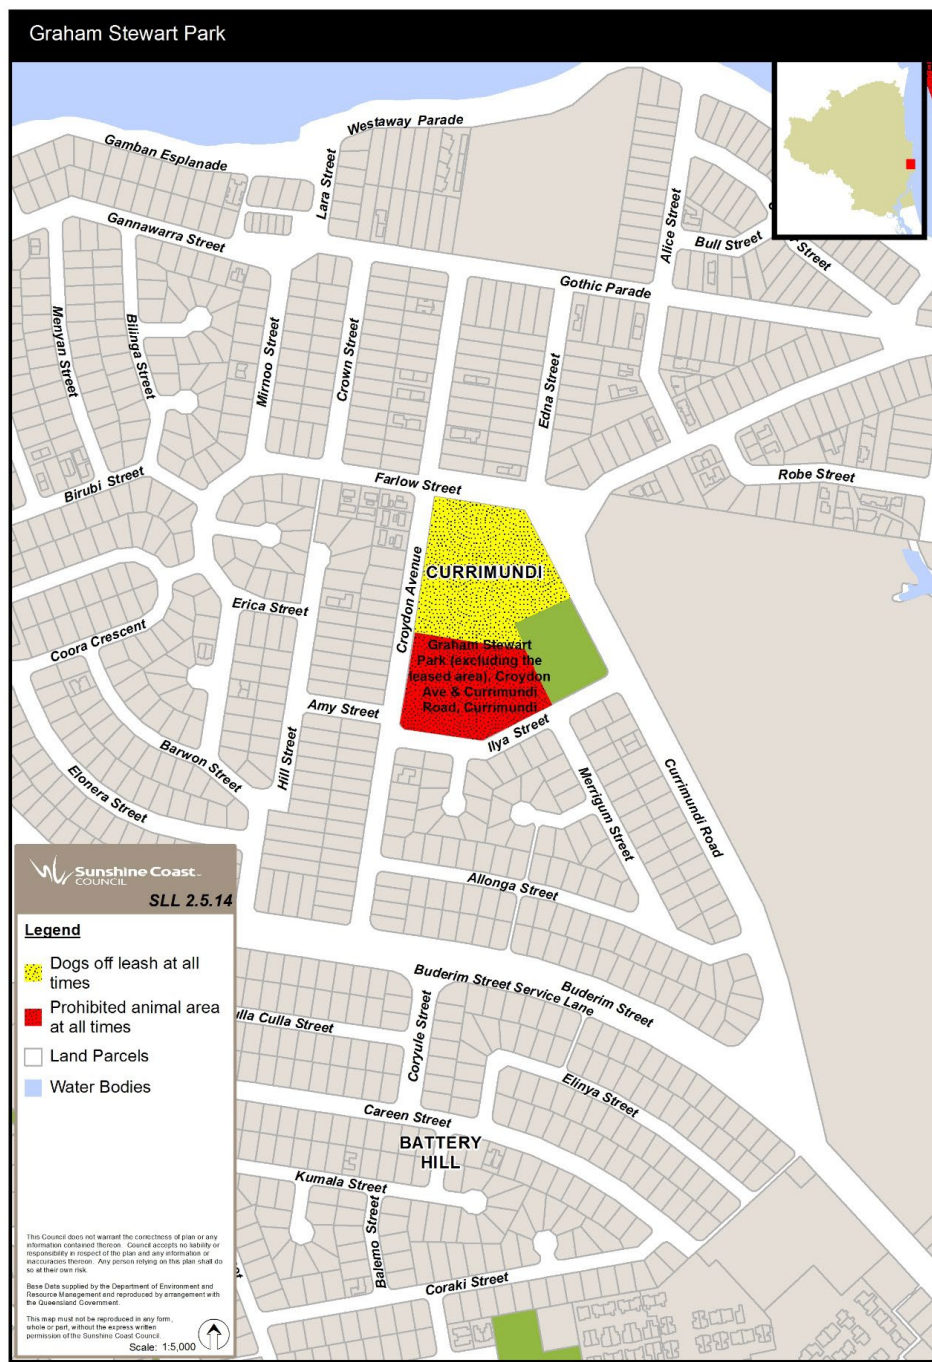 Graham Stewart Park
Westaway Parade
Gamban Esplanade
Lara Street
Alice Street
Gannawarra Street
Bull Street
Street
Gothic Parade
Menyan Street
Bilinga Street
Mirnoo Street
Crown Street
Edna Street
Birubi Street
Farlow Street
Robe Street
CURRIMUNDI
Croydon Avenue
Erica Street
Coora Crescent
Graham Stewart
Park (excluding the
leased area), Croydon
Ave & Currimundi
Road, Currimundi
Amy Street
Ilya Street
Hill Street
Barwon Street
Elonera Street
Merrigum Street
Currimundi Road
Allonga Street
Buderim Street Service Lane
Buderim Street
ulla Culla Street
Coryule Street
Elinya Street
Careen Street
BATTERY
HILL
Kumala Street
Balemo Street
Coraki Street
Sunshine Coast
COUNCIL
SLL 2.5.14
Legend
Dogs off leash at all
times
Prohibited animal area
at all times
Land Parcels
Water Bodies
This Council does not warrant the correctness of plan or any
information contained thereon. Council accepts no liability or
responsibility in respect of the plan and any information or
inaccuracies thereon. Any person relying on this plan shall do
so at their own risk.
Base Data supplied by the Department of Environment and
Resource Management and reproduced by arrangement with
the Queensland Government.
This map must not be reproduced in any form,
whole or part, without the express written
permission of the Sunshine Coast Council.
Scale: 1:5,000